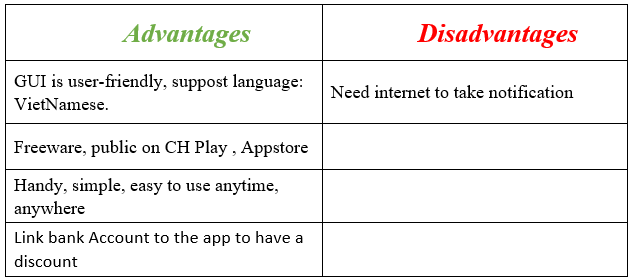 Advantages
Disadvantages
GUI is user-friendly, suppost language:
VietNamese.
Need internet to take notification
Freeware, public on CH Play , Appstore
Handy, simple, easy to use anytime,
anywhere
Link bank Account to the app to have a
discount